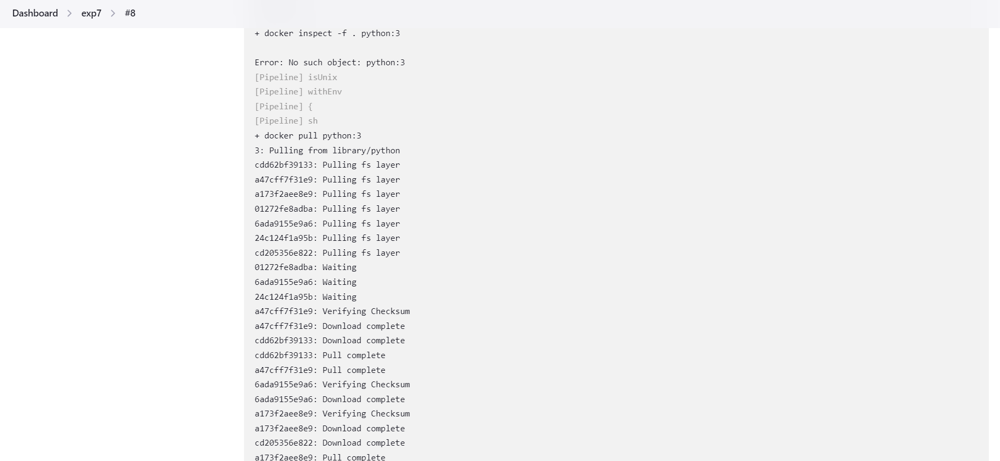 Dashboard > exp7 > #8
+ docker inspect -f . python:3
Error: No such object: python:3
[Pipeline] isUnix
[Pipeline] withEnv
[Pipeline] {
[Pipeline] sh
+ docker pull python:3
3: Pulling from library/python
cdd62bf39133: Pulling fs layer
a47cff7f31e9: Pulling fs layer
a173f2aee8e9: Pulling fs layer
01272fe8adba: Pulling fs layer
6ada9155e9a6: Pulling fs layer
24c124f1a95b: Pulling fs layer
cd205356e822: Pulling fs layer
01272fe8adba: Waiting
6ada9155e9a6: Waiting
24c124f1a95b: Waiting
a47cff7f31e9: Verifying Checksum
a47cff7f31e9: Download complete
cdd62bf39133: Download complete
cdd62bf39133: Pull complete
a47cff7f31e9: Pull complete
6ada9155e9a6: Verifying Checksum
6ada9155e9a6: Download complete
a173f2aee8e9: Verifying Checksum
a173f2aee8e9: Download complete
cd205356e822: Download complete
a173f2aee8e9: Pull complete